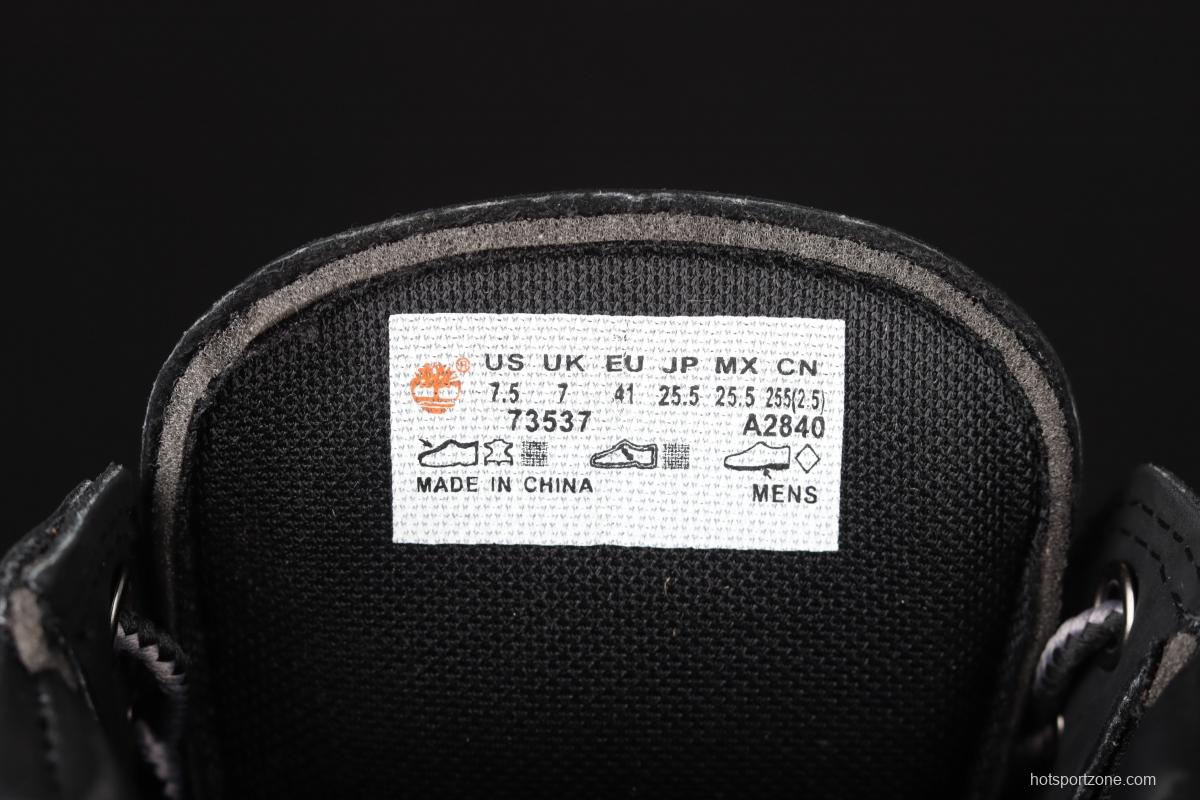 ® US UK EU JP MX CN
7.5 7 41 25.5 25.5 255(2.5)
73537 A2840
MADE IN CHINA
MENS
hotsportzone.com